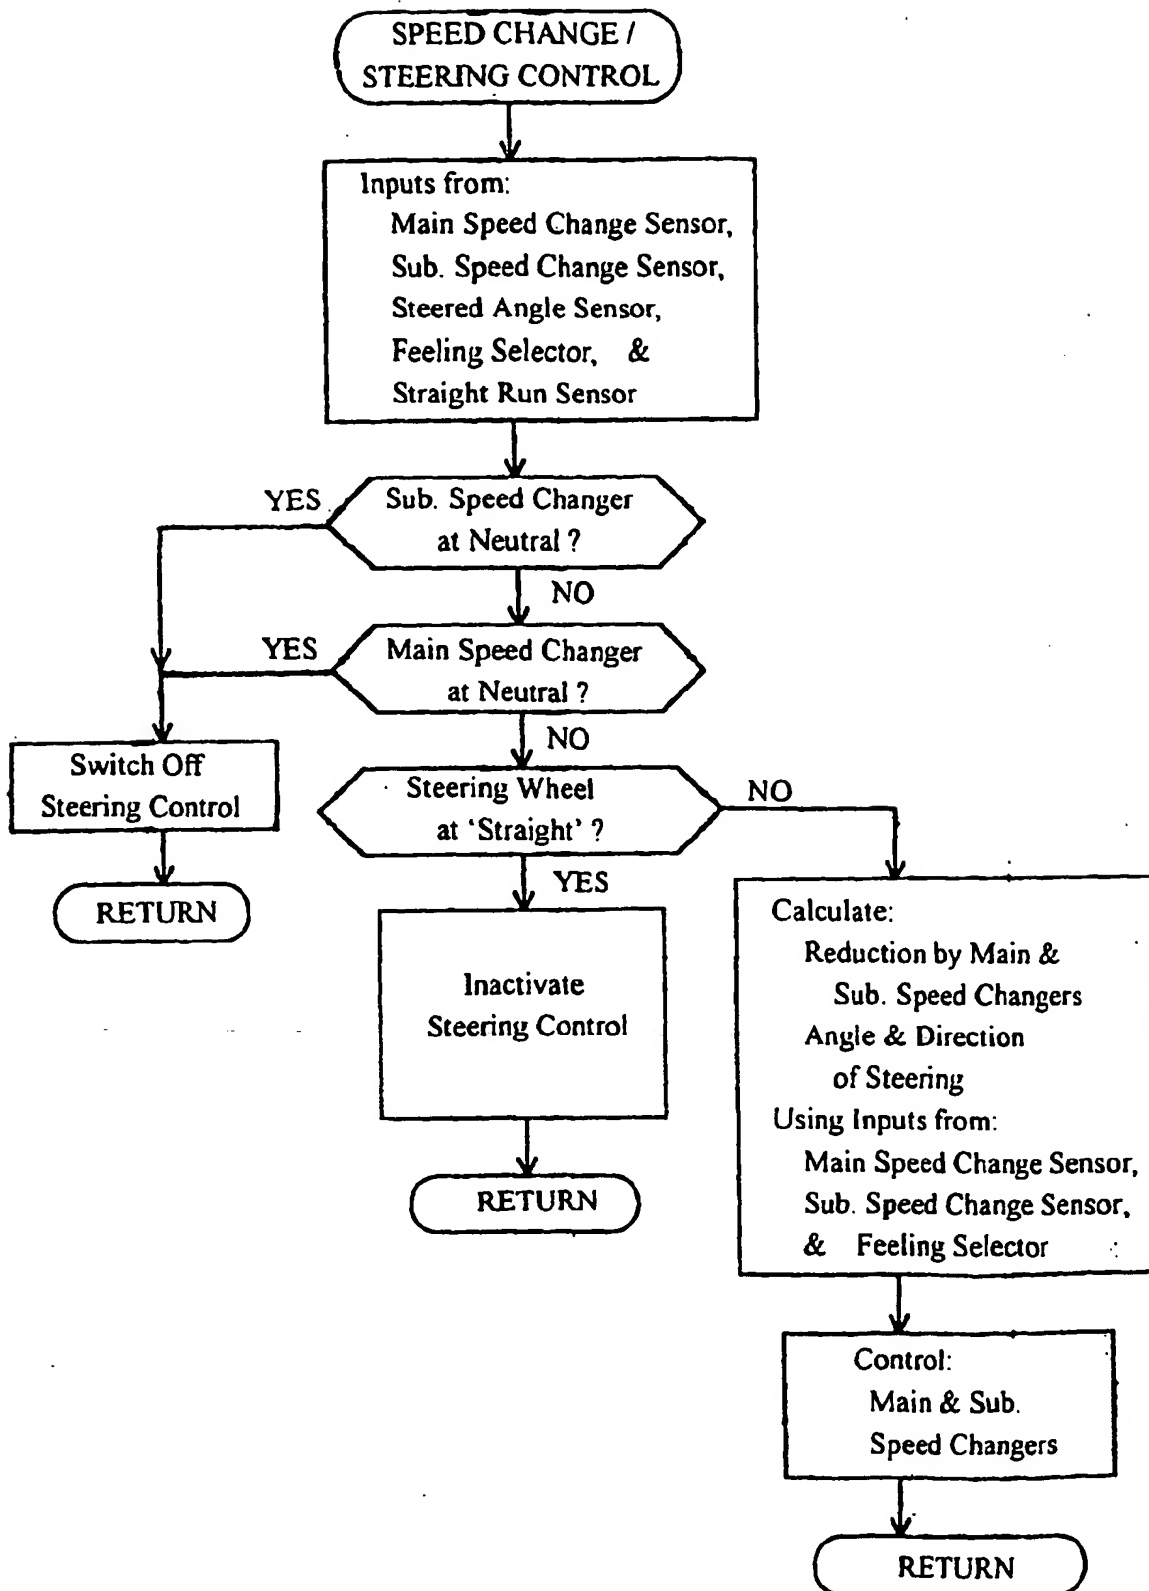 SPEED CHANGE /
STEERING CONTROL
Inputs from:
Main Speed Change Sensor,
Sub. Speed Change Sensor,
Steered Angle Sensor,
Feeling Selector, &
Straight Run Sensor
YES
Sub. Speed Changer
at Neutral ?
NO
YES
Main Speed Changer
at Neutral ?
NO
Switch Off
Steering Control
RETURN
Steering Wheel
at ‘Straight’ ?
NO
YES
Inactivate
Steering Control
RETURN
Calculate:
Reduction by Main &
Sub. Speed Changers
Angle & Direction
of Steering
Using Inputs from:
Main Speed Change Sensor,
Sub. Speed Change Sensor,
& Feeling Selector
Control:
Main & Sub.
Speed Changers
RETURN